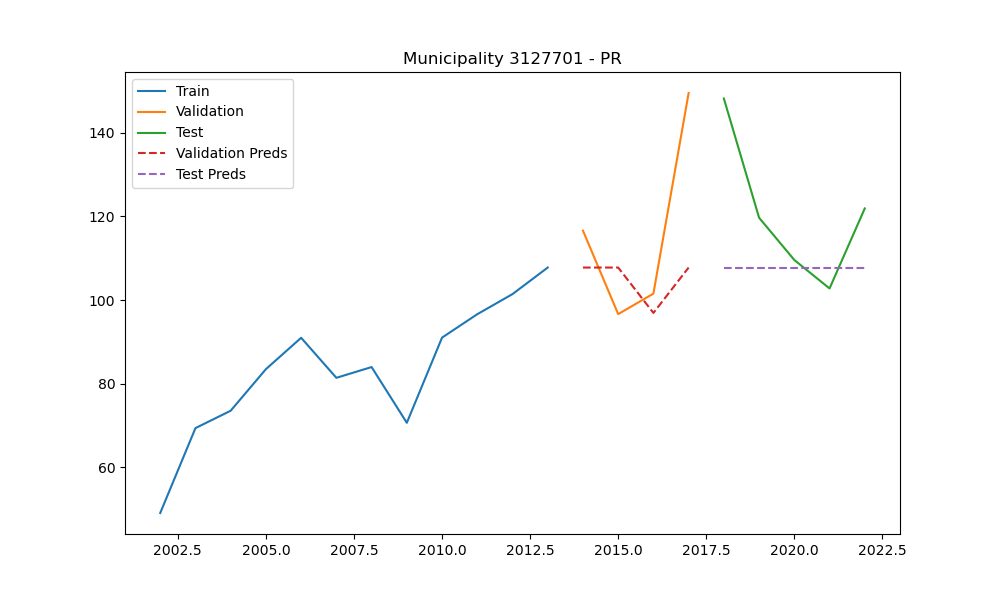 Municipality 3127701 - PR
Train
Validation
Test
Validation Preds
Test Preds
140
120
100
80
60
2002.5 2005.0 2007.5 2010.0 2012.5 2015.0 2017.5 2020.0 2022.5